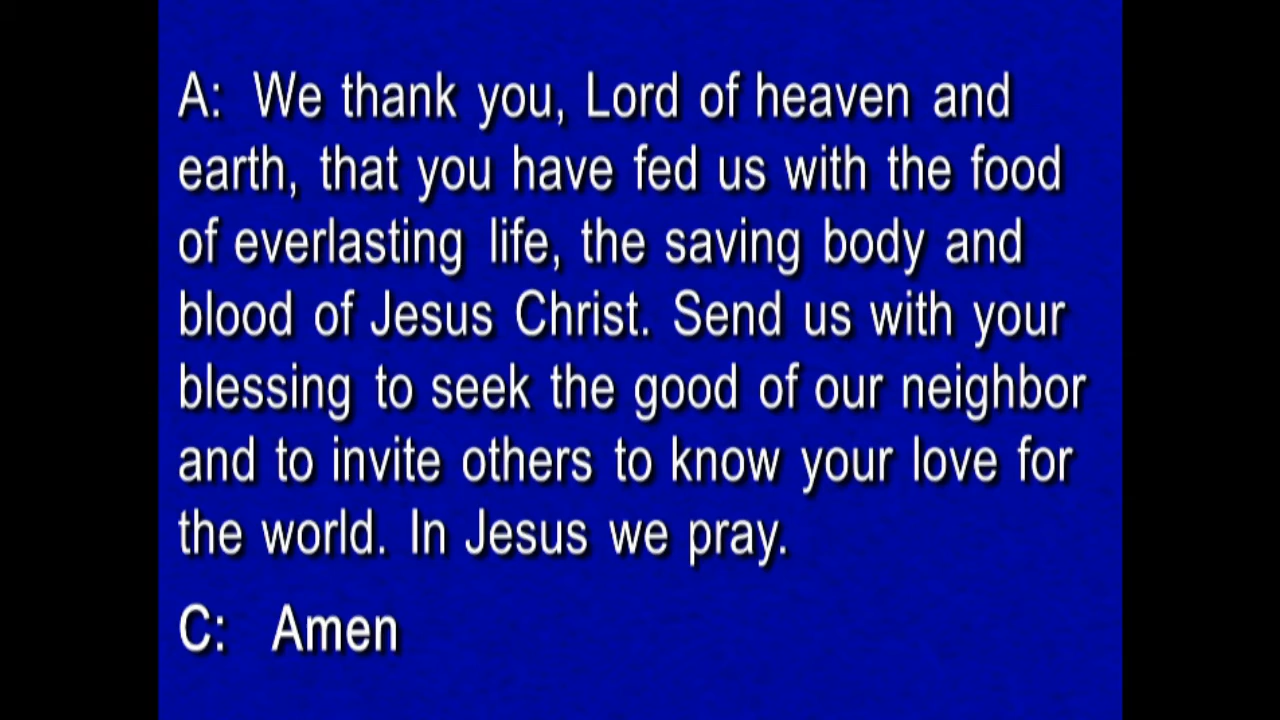 A: We thank you, Lord of heaven and
earth, that you have fed us with the food
of everlasting life, the saving body and
blood of Jesus Christ. Send us with your
blessing to seek the good of our neighbor
and to invite others to know your love for
the world. In Jesus we pray.
C: Amen